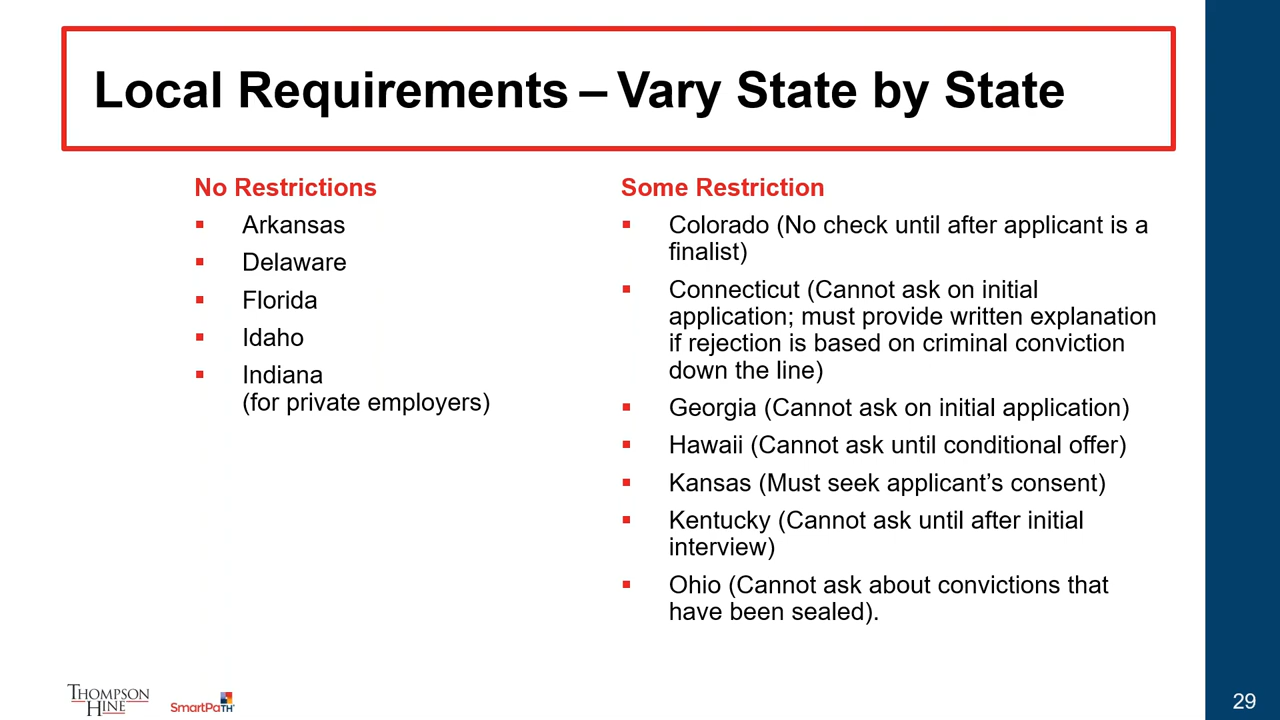 Local Requirements – Vary State by State
No Restrictions
▪ Arkansas
▪ Delaware
▪ Florida
▪ Idaho
▪ Indiana
(for private employers)
Some Restriction
▪ Colorado (No check until after applicant is a
finalist)
▪ Connecticut (Cannot ask on initial
application; must provide written explanation
if rejection is based on criminal conviction
down the line)
▪ Georgia (Cannot ask on initial application)
▪ Hawaii (Cannot ask until conditional offer)
▪ Kansas (Must seek applicant’s consent)
▪ Kentucky (Cannot ask until after initial
interview)
▪ Ohio (Cannot ask about convictions that
have been sealed).
THOMPSON
HINE
SmartPaTH
29